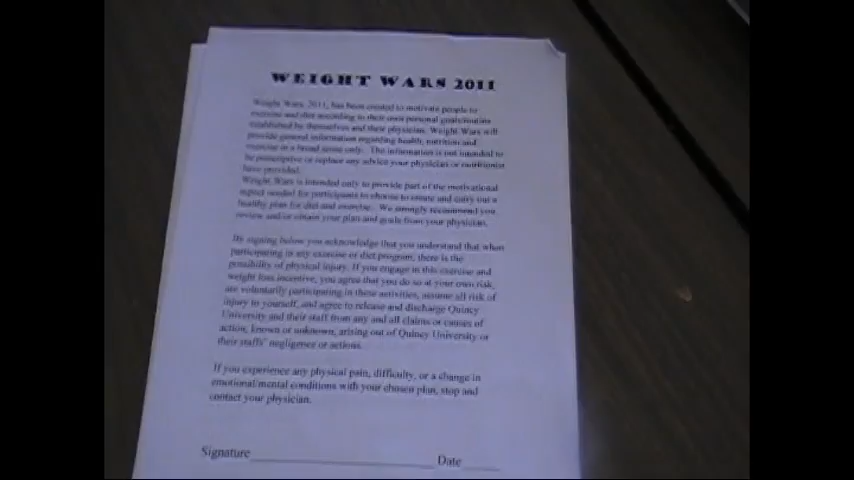 WEIGHT WARS 2011
Weight Wars, 2011, has been created to motivate people to
exercise and diet according to their own personal goals/routine
established by themselves and their physician. Weight Wars will
provide general information regarding health, nutrition and
exercise in a broad sense only. The information is not intended to
be prescriptive or replace any advice your physician or nutritionist
have provided.
Weight Wars is intended only to provide part of the motivational
aspect needed for participants to choose to create and carry out a
healthy plan for diet and exercise. We strongly recommend you
review and/or obtain your plan and goals from your physician.
By signing below you acknowledge that you understand that when
participating in any exercise or diet program, there is the
possibility of physical injury. If you engage in this exercise and
weight loss incentive, you agree that you do so at your own risk,
are voluntarily participating in these activities, assume all risk of
injury to yourself, and agree to release and discharge Quincy
University and their staff from any and all claims or causes of
action, known or unknown, arising out of Quincy University or
their staffs' negligence or actions.
If you experience any physical pain, difficulty, or a change in
emotional/mental conditions with your chosen plan, stop and
contact your physician.
Signature____________________________ Date______